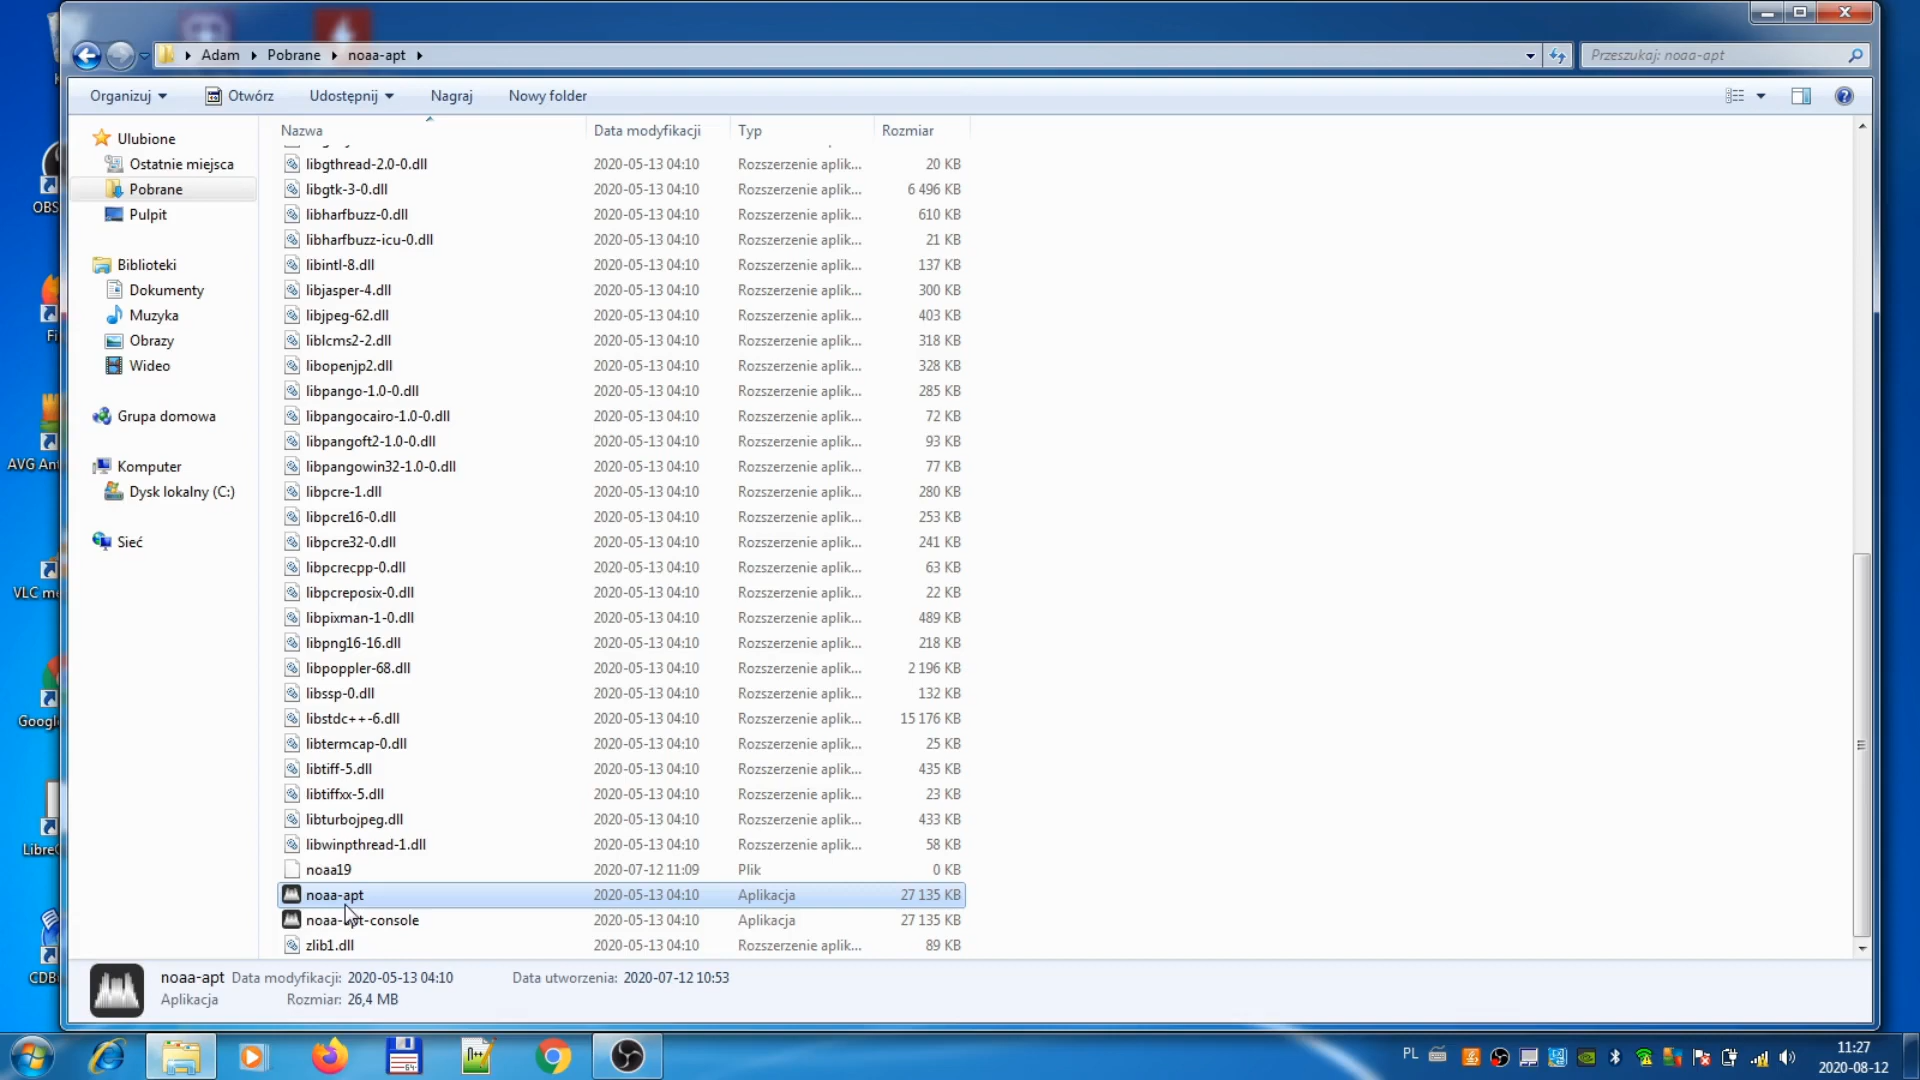 Adam Pobrane noaa-apt
Przeszukaj: noaa-apt
Organizuj Otwórz Udostępnij Nagraj Nowy folder
Nazwa Data modyfikacji Typ Rozmiar
Ulubione
Ostatnie miejsca
Pobrane
Pulpit
Biblioteki
Dokumenty
Muzyka
Obrazy
Wideo
Grupa domowa
Komputer
Dysk lokalny (C:)
Sieć
libgthread-2.0-0.dll 2020-05-13 04:10 Rozszerzenie aplik... 20 KB
libgtk-3-0.dll 2020-05-13 04:10 Rozszerzenie aplik... 6 496 KB
libharfbuzz-0.dll 2020-05-13 04:10 Rozszerzenie aplik... 610 KB
libharfbuzz-icu-0.dll 2020-05-13 04:10 Rozszerzenie aplik... 21 KB
libintl-8.dll 2020-05-13 04:10 Rozszerzenie aplik... 137 KB
libjasper-4.dll 2020-05-13 04:10 Rozszerzenie aplik... 300 KB
libjpeg-62.dll 2020-05-13 04:10 Rozszerzenie aplik... 403 KB
liblcms2-2.dll 2020-05-13 04:10 Rozszerzenie aplik... 318 KB
libopenjp2.dll 2020-05-13 04:10 Rozszerzenie aplik... 328 KB
libpango-1.0-0.dll 2020-05-13 04:10 Rozszerzenie aplik... 285 KB
libpangocairo-1.0-0.dll 2020-05-13 04:10 Rozszerzenie aplik... 72 KB
libpangoft2-1.0-0.dll 2020-05-13 04:10 Rozszerzenie aplik... 93 KB
libpangowin32-1.0-0.dll 2020-05-13 04:10 Rozszerzenie aplik... 77 KB
libpcre-1.dll 2020-05-13 04:10 Rozszerzenie aplik... 280 KB
libpcre16-0.dll 2020-05-13 04:10 Rozszerzenie aplik... 253 KB
libpcre32-0.dll 2020-05-13 04:10 Rozszerzenie aplik... 241 KB
libpcrecpp-0.dll 2020-05-13 04:10 Rozszerzenie aplik... 63 KB
libpcreposix-0.dll 2020-05-13 04:10 Rozszerzenie aplik... 22 KB
libpixman-1-0.dll 2020-05-13 04:10 Rozszerzenie aplik... 489 KB
libpng16-16.dll 2020-05-13 04:10 Rozszerzenie aplik... 218 KB
libpoppler-68.dll 2020-05-13 04:10 Rozszerzenie aplik... 2 196 KB
libssp-0.dll 2020-05-13 04:10 Rozszerzenie aplik... 132 KB
libstdc++-6.dll 2020-05-13 04:10 Rozszerzenie aplik... 15 176 KB
libtermcap-0.dll 2020-05-13 04:10 Rozszerzenie aplik... 25 KB
libtiff-5.dll 2020-05-13 04:10 Rozszerzenie aplik... 435 KB
libtiffxx-5.dll 2020-05-13 04:10 Rozszerzenie aplik... 23 KB
libturbojpeg.dll 2020-05-13 04:10 Rozszerzenie aplik... 433 KB
libwinpthread-1.dll 2020-05-13 04:10 Rozszerzenie aplik... 58 KB
noaa19 2020-07-12 11:09 Plik 0 KB
noaa-apt 2020-05-13 04:10 Aplikacja 27 135 KB
noaa-apt-console 2020-05-13 04:10 Aplikacja 27 135 KB
zlib1.dll 2020-05-13 04:10 Rozszerzenie aplik... 89 KB
noaa-apt Data modyfikacji: 2020-05-13 04:10 Data utworzenia: 2020-07-12 10:53
Aplikacja Rozmiar: 26,4 MB
OBS
Fi
AVG An
VLC me
Googl
Libre
CDB
PL
11:27
2020-08-12